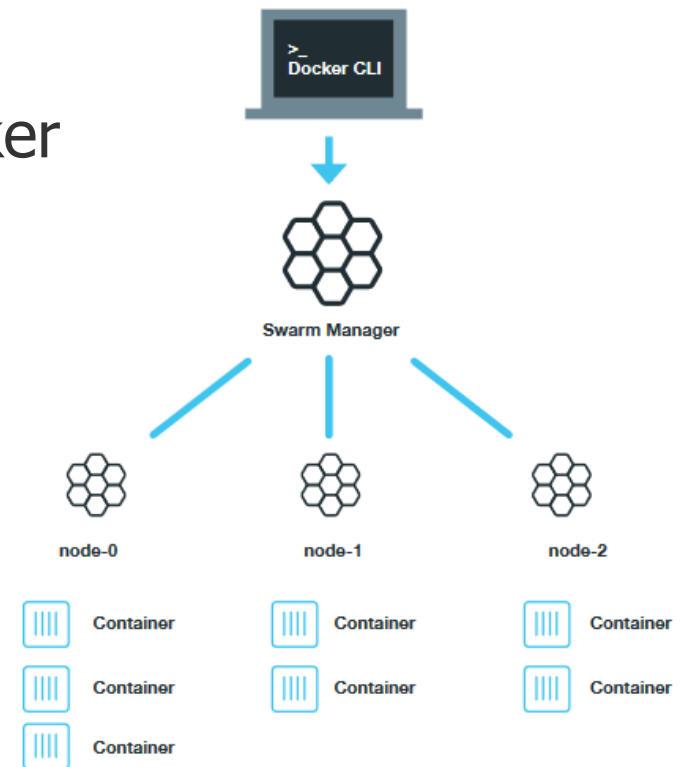 >_
Docker CLI
ker
Swarm Manager
node-0
node-1
node-2
Container
Container
Container
Container
Container
Container
Container